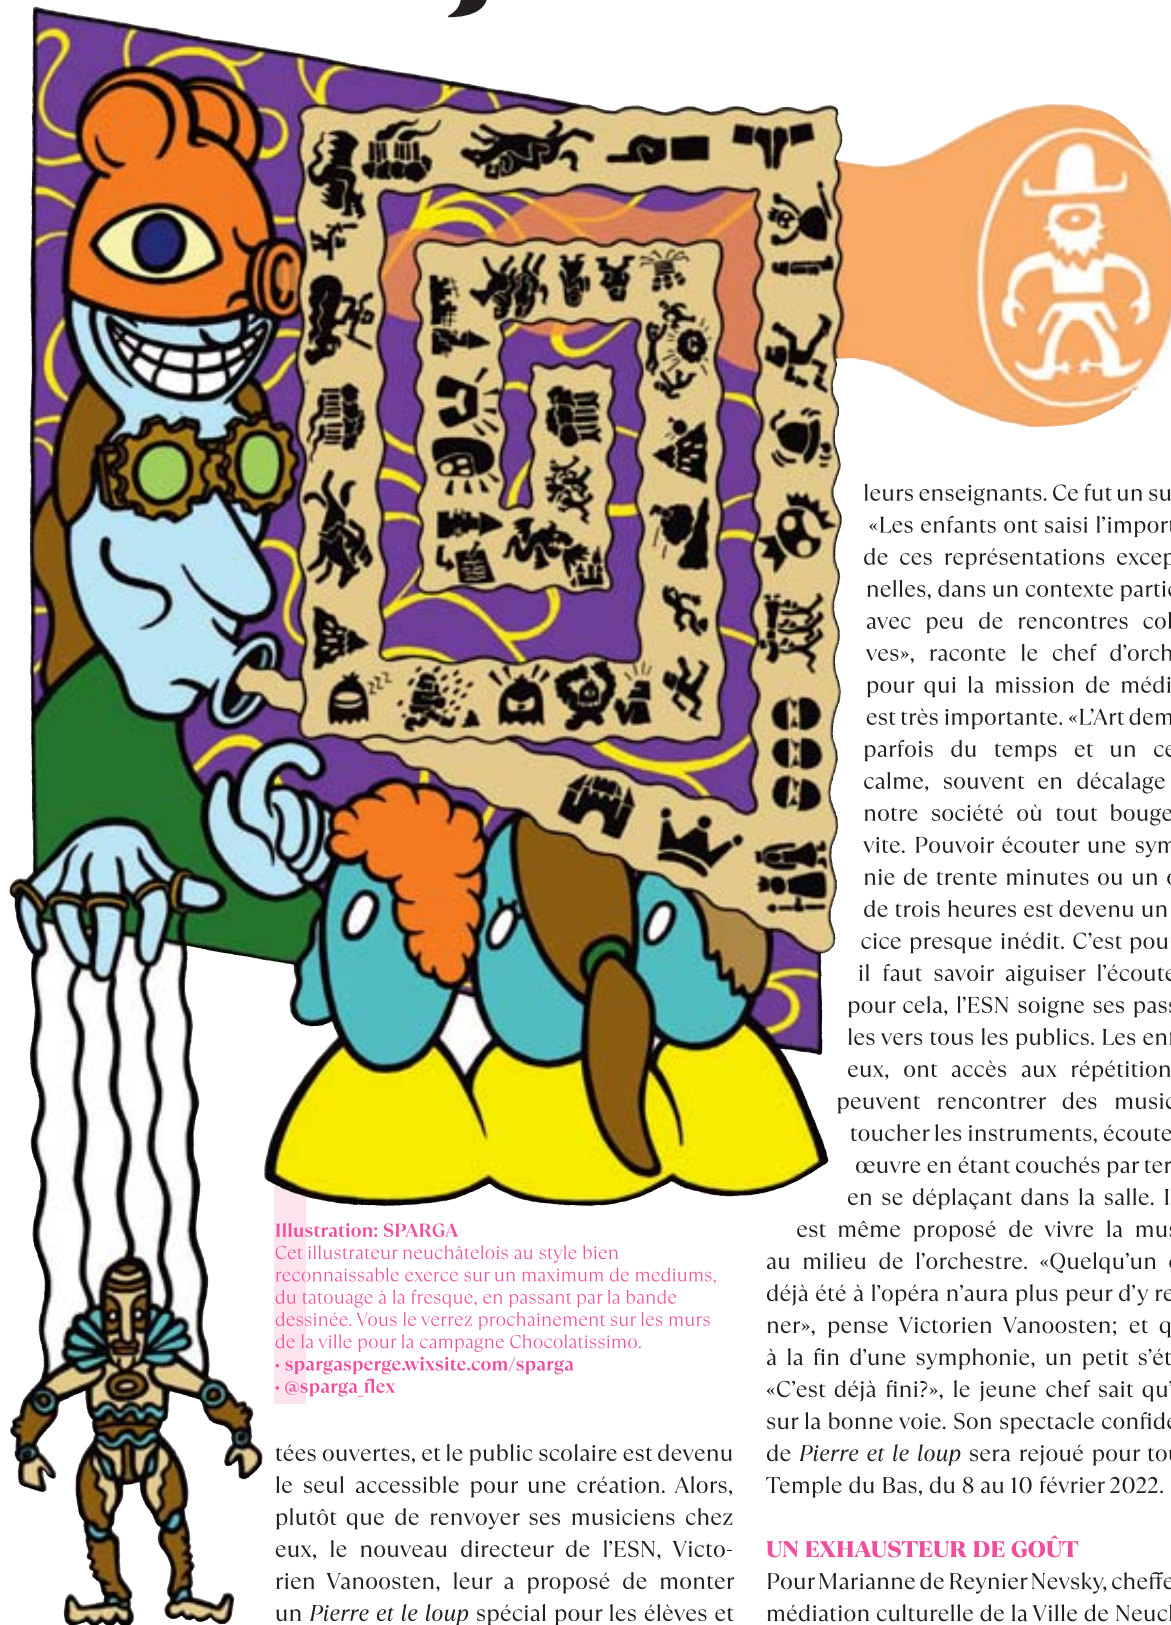 Illustration: SPARGA
Cet illustrateur neuchâtelois au style bien
reconnaissable exerce sur un maximum de mediums,
du tatouage à la fresque, en passant par la bande
dessinée. Vous le verrez prochainement sur les murs
de la ville pour la campagne Chocolatissimo.
• spargasperge.wixsite.com/sparga
• @sparga_flex
tées ouvertes, et le public scolaire est devenu
le seul accessible pour une création. Alors,
plutôt que de renvoyer ses musiciens chez
eux, le nouveau directeur de l’ESN, Victo-
rien Vanoosten, leur a proposé de monter
un Pierre et le loup spécial pour les élèves et
leurs enseignants. Ce fut un su
«Les enfants ont saisi l’import
de ces représentations excep
nelles, dans un contexte partic
avec peu de rencontres col
ves», raconte le chef d’orch
pour qui la mission de médi
est très importante. «L’Art dem
parfois du temps et un ce
calme, souvent en décalage
notre société où tout bouge
vite. Pouvoir écouter une sym
nie de trente minutes ou un o
de trois heures est devenu un
cice presque inédit. C’est pou
il faut savoir aiguiser l’écoute
pour cela, l’ESN soigne ses pass
les vers tous les publics. Les enf
eux, ont accès aux répétition
peuvent rencontrer des music
toucher les instruments, écoute
œuvre en étant couchés par ter
en se déplaçant dans la salle. I
est même proposé de vivre la mus
au milieu de l’orchestre. «Quelqu’un
déjà été à l’opéra n’aura plus peur d’y re
ner», pense Victorien Vanoosten; et q
à la fin d’une symphonie, un petit s’ét
«C’est déjà fini?», le jeune chef sait qu’
sur la bonne voie. Son spectacle confide
de Pierre et le loup sera rejoué pour tou
Temple du Bas, du 8 au 10 février 2022.
UN EXHAUSTEUR DE GOÛT
Pour Marianne de Reynier Nevsky, cheffe
médiation culturelle de la Ville de Neuch